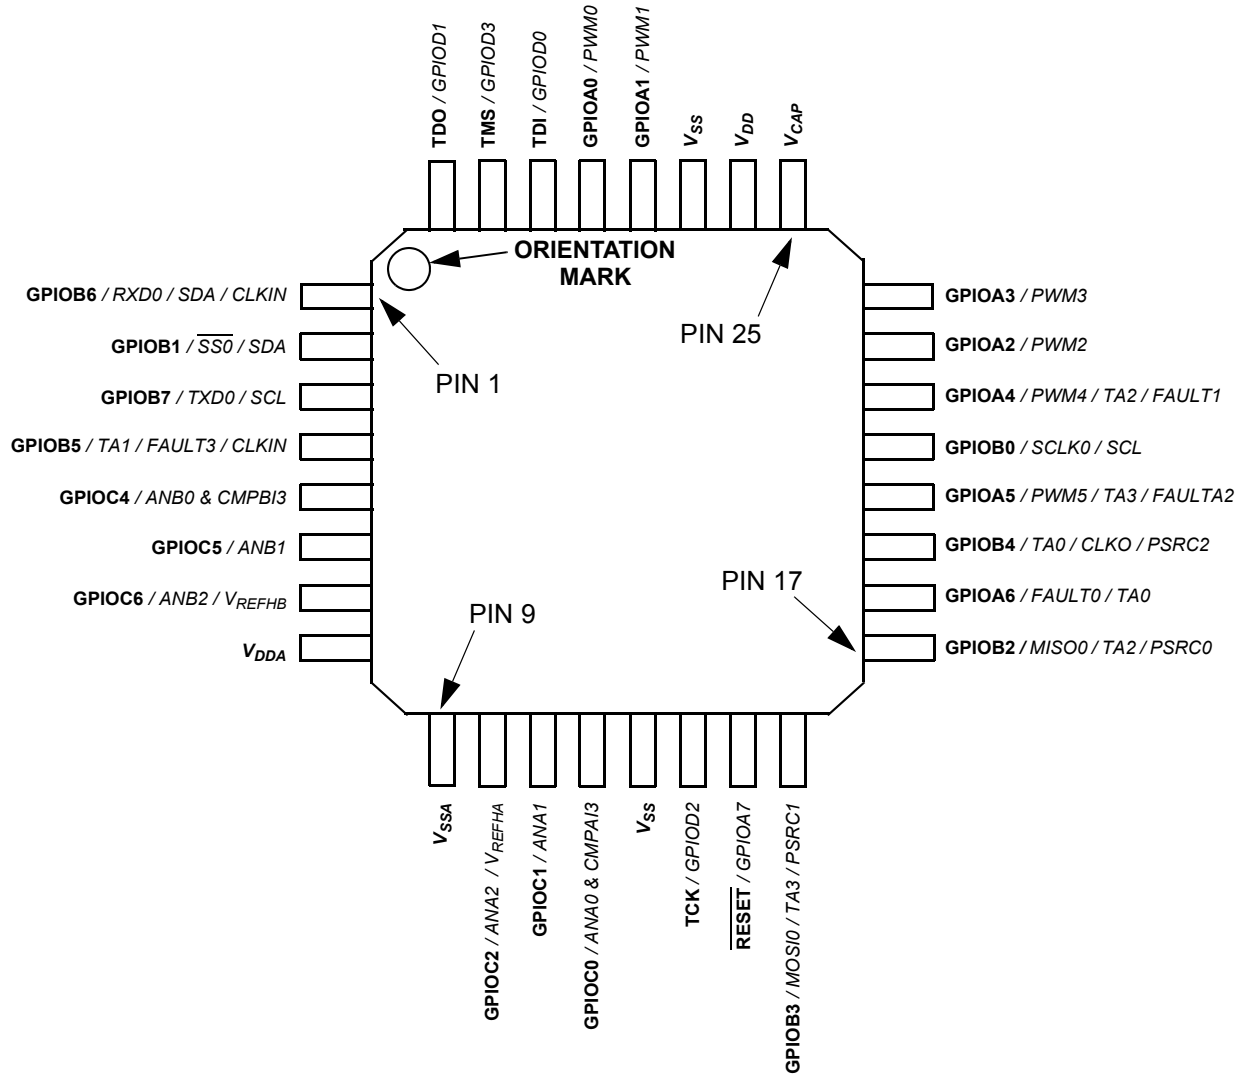 TDO / GPIOD1
TMS / GPIOD3
TDI / GPIOD0
GPIOA0 / PWM0
GPIOA1 / PWM1
VSS
VDD
VCAP
ORIENTATION
MARK
PIN 25
PIN 1
PIN 17
PIN 9
GPIOB6 / RXD0 / SDA / CLKIN
GPIOB1 / S̅S̅0̅ / SDA
GPIOB7 / TXD0 / SCL
GPIOB5 / TA1 / FAULT3 / CLKIN
GPIOC4 / ANB0 & CMPBI3
GPIOC5 / ANB1
GPIOC6 / ANB2 / VREFHB
VDDA
GPIOA3 / PWM3
GPIOA2 / PWM2
GPIOA4 / PWM4 / TA2 / FAULT1
GPIOB0 / SCLK0 / SCL
GPIOA5 / PWM5 / TA3 / FAULTA2
GPIOB4 / TA0 / CLKO / PSRC2
GPIOA6 / FAULT0 / TA0
GPIOB2 / MISO0 / TA2 / PSRC0
VSSA
GPIOC2 / ANA2 / VREFHA
GPIOC1 / ANA1
GPIOC0 / ANA0 & CMPAI3
VSS
TCK / GPIOD2
R̅E̅S̅E̅T̅ / GPIOA7
GPIOB3 / MOSI0 / TA3 / PSRC1